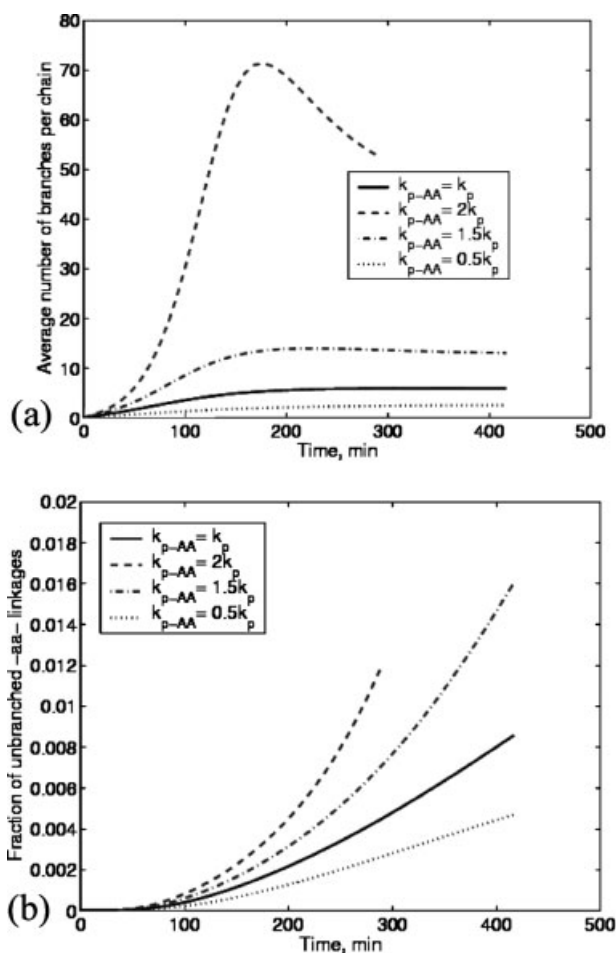 80
70
60
50
40
30
20
10
0
Average number of branches per chain
k_p-AA = k_p
k_p-AA = 2k_p
k_p-AA = 1.5k_p
k_p-AA = 0.5k_p
0 100 200 300 400 500
Time, min
(a)
0.02
0.018
0.016
0.014
0.012
0.01
0.008
0.006
0.004
0.002
0
Fraction of unbranched –aa– linkages
k_p-AA = k_p
k_p-AA = 2k_p
k_p-AA = 1.5k_p
k_p-AA = 0.5k_p
0 100 200 300 400 500
Time, min
(b)